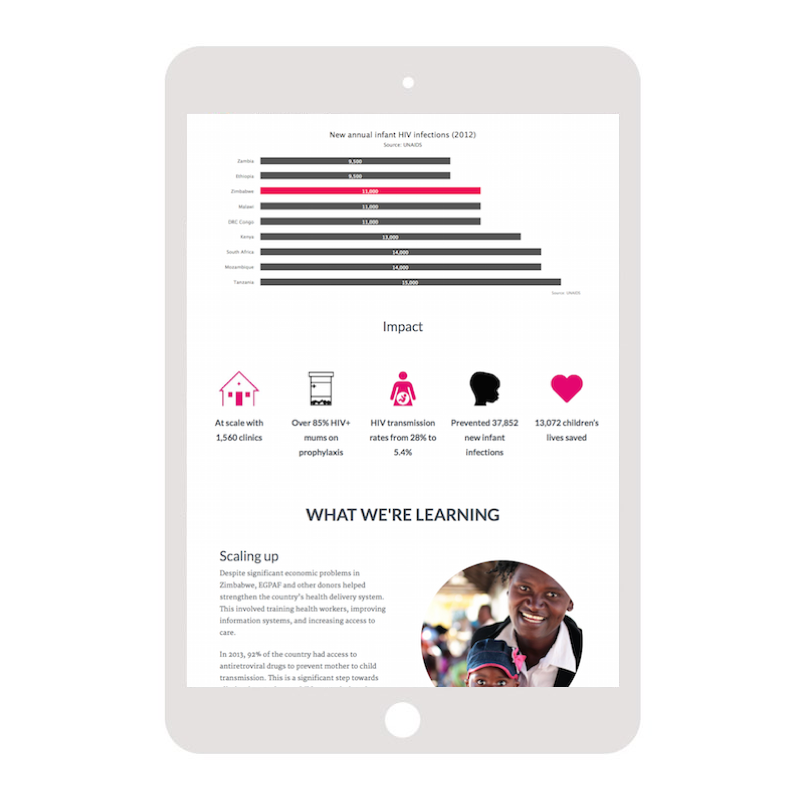 New annual infant HIV infections (2012)
Source: UNAIDS
Zambia 9,500
Ethiopia 9,500
Zimbabwe 11,000
Malawi 11,000
DRC Congo 11,000
Kenya 13,000
South Africa 14,000
Mozambique 14,000
Tanzania 15,000
Source: UNAIDS
Impact
At scale with
1,560 clinics
Over 85% HIV+
mums on
prophylaxis
HIV transmission
rates from 28% to
5.4%
Prevented 37,852
new infant
infections
13,072 children's
lives saved
WHAT WE'RE LEARNING
Scaling up
Despite significant economic problems in
Zimbabwe, EGPAF and other donors helped
strengthen the country's health delivery system.
This involved training health workers, improving
information systems, and increasing access to
care.
In 2013, 92% of the country had access to
antiretroviral drugs to prevent mother to child
transmission. This is a significant step towards